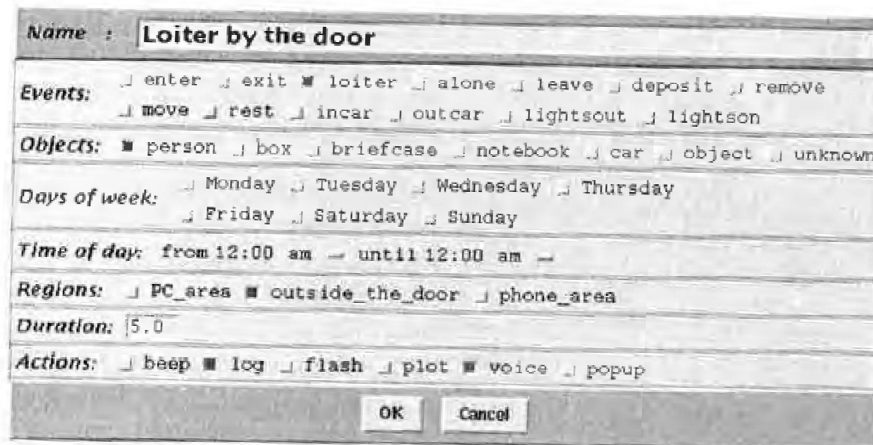 Name : Loiter by the door
Events: enter exit loiter alone leave deposit remove
move rest incar outcar lightsout lightson
Objects: person box briefcase notebook car object unknown
Days of week: Monday Tuesday Wednesday Thursday
Friday Saturday Sunday
Time of day: from 12:00 am until 12:00 am
Regions: PC_area outside_the_door phone_area
Duration: 5.0
Actions: beep log flash plot voice popup
OK Cancel